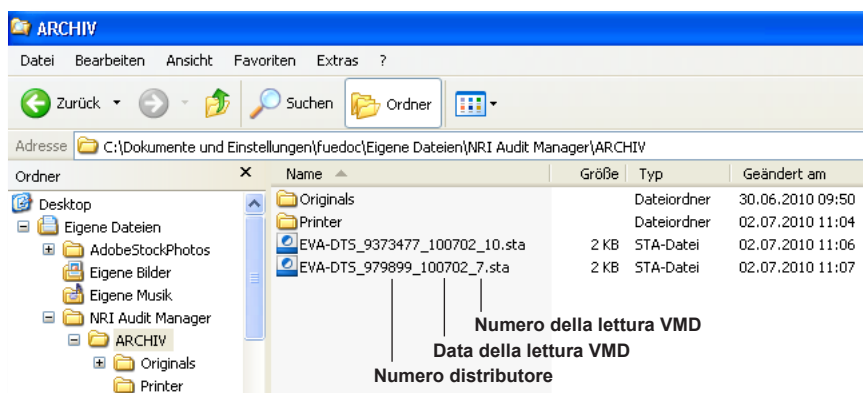 ARCHIV
Datei Bearbeiten Ansicht Favoriten Extras ?
Zurück Suchen Ordner
Adresse C:\Dokumente und Einstellungen\fuedoc\Eigene Dateien\NRI Audit Manager\ARCHIV
Ordner x Name Größe Typ Geändert am
Desktop
Eigene Dateien
AdobeStockPhotos
Eigene Bilder
Eigene Musik
NRI Audit Manager
ARCHIV
Originals
Printer
Originals Dateiordner 30.06.2010 09:50
Printer Dateiordner 02.07.2010 11:04
EVA-DTS_9373477_100702_10.sta 2 KB STA-Datei 02.07.2010 11:06
EVA-DTS_979899_100702_7.sta 2 KB STA-Datei 02.07.2010 11:07
Numero della lettura VMD
Data della lettura VMD
Numero distributore